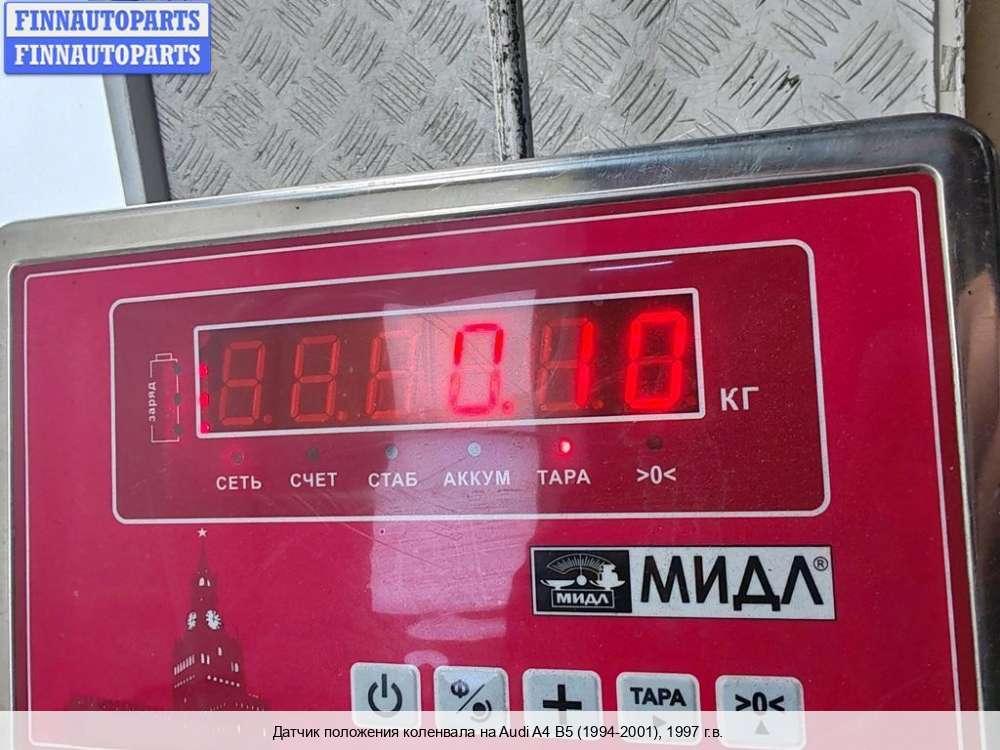 FINNAUTOPARTS
FINNAUTOPARTS
заряд
0.10
КГ
СЕТЬ СЧЕТ СТАБ АККУМ ТАРА >0<
МИДЛ МИДЛ®
ТАРА >0<
Датчик положения коленвала на Audi A4 B5 (1994-2001), 1997 г.в.